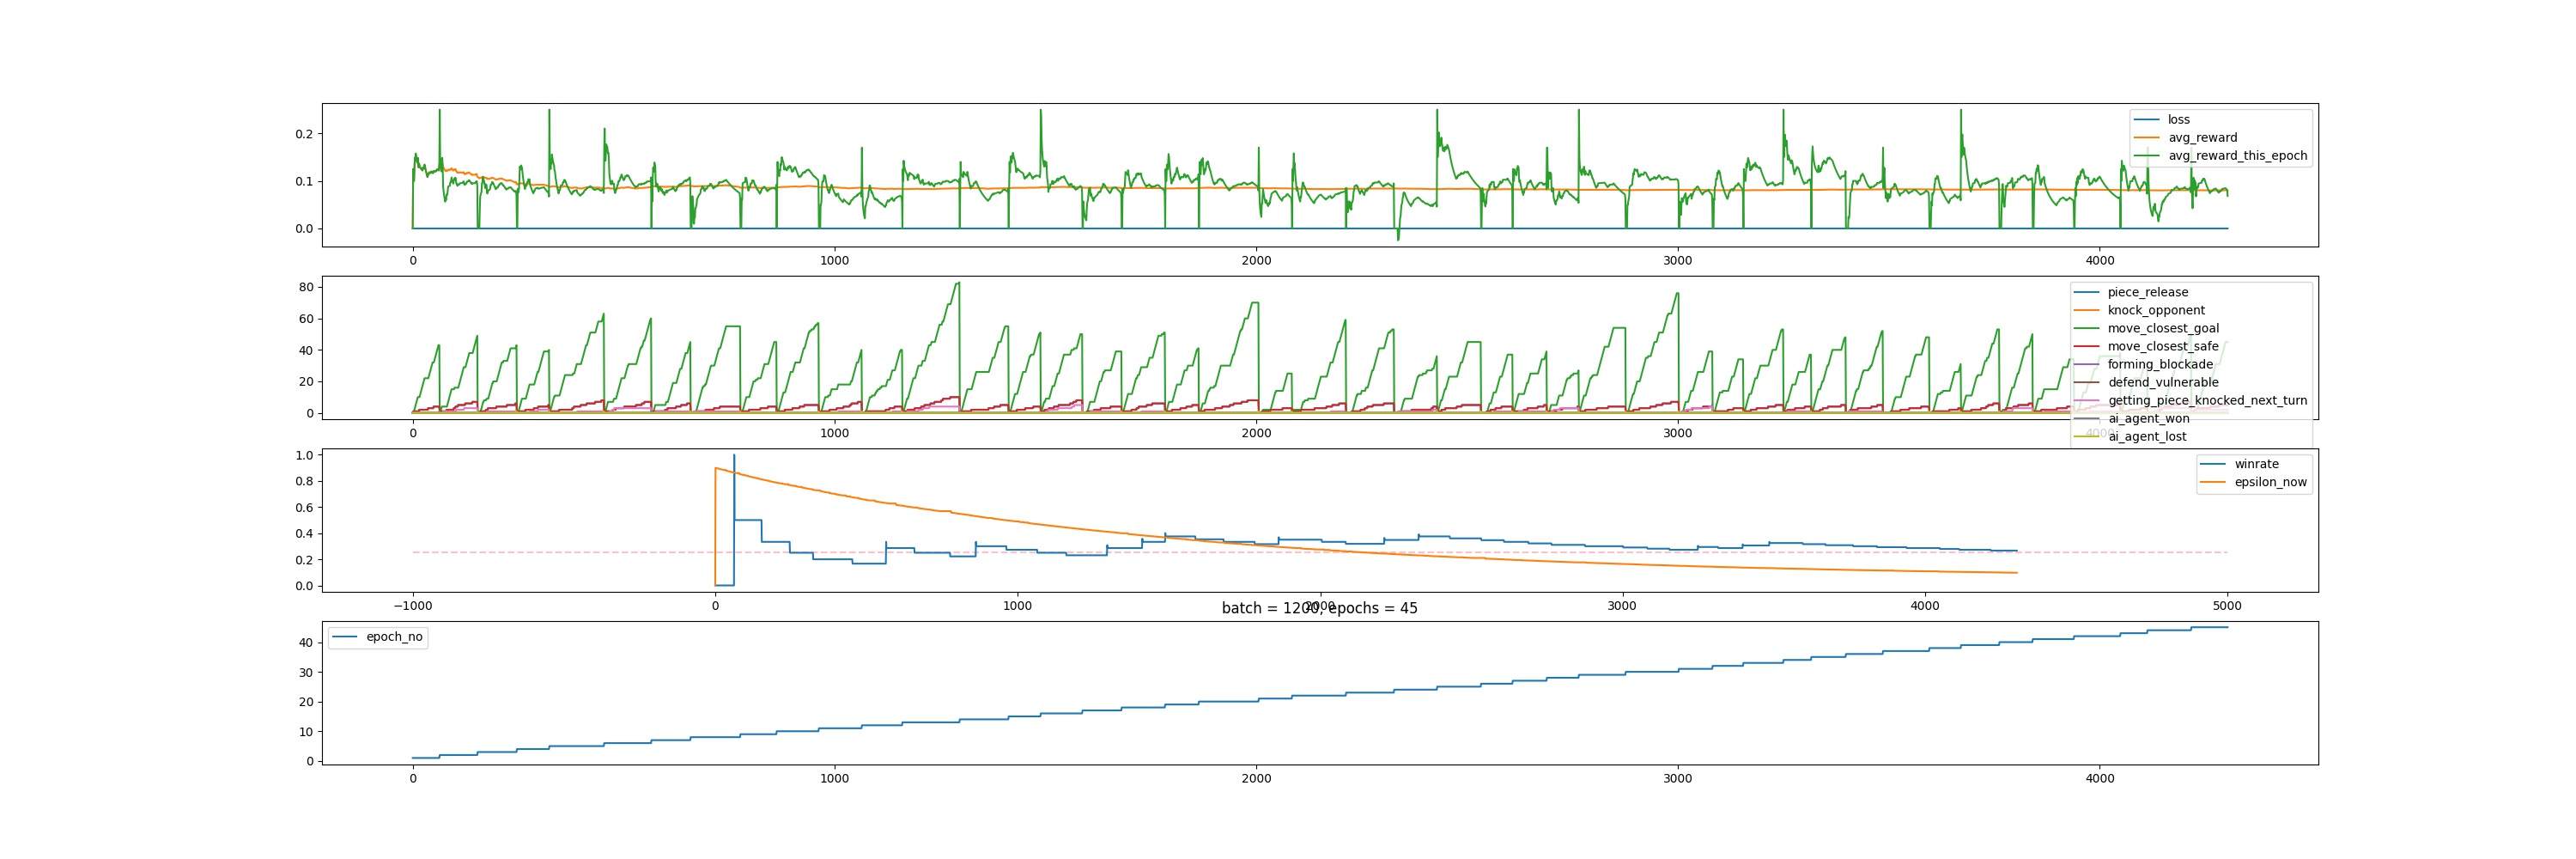 0.2
0.1
0.0
loss
avg_reward
avg_reward_this_epoch
0 1000 2000 3000 4000
80
60
40
20
0
piece_release
knock_opponent
move_closest_goal
move_closest_safe
forming_blockade
defend_vulnerable
getting_piece_knocked_next_turn
ai_agent_won
ai_agent_lost
0 1000 2000 3000 4000
1.0
0.8
0.6
0.4
0.2
0.0
winrate
epsilon_now
−1000 0 1000 2000 3000 4000 5000
batch = 1200, epochs = 45
epoch_no
40
30
20
10
0
0 1000 2000 3000 4000